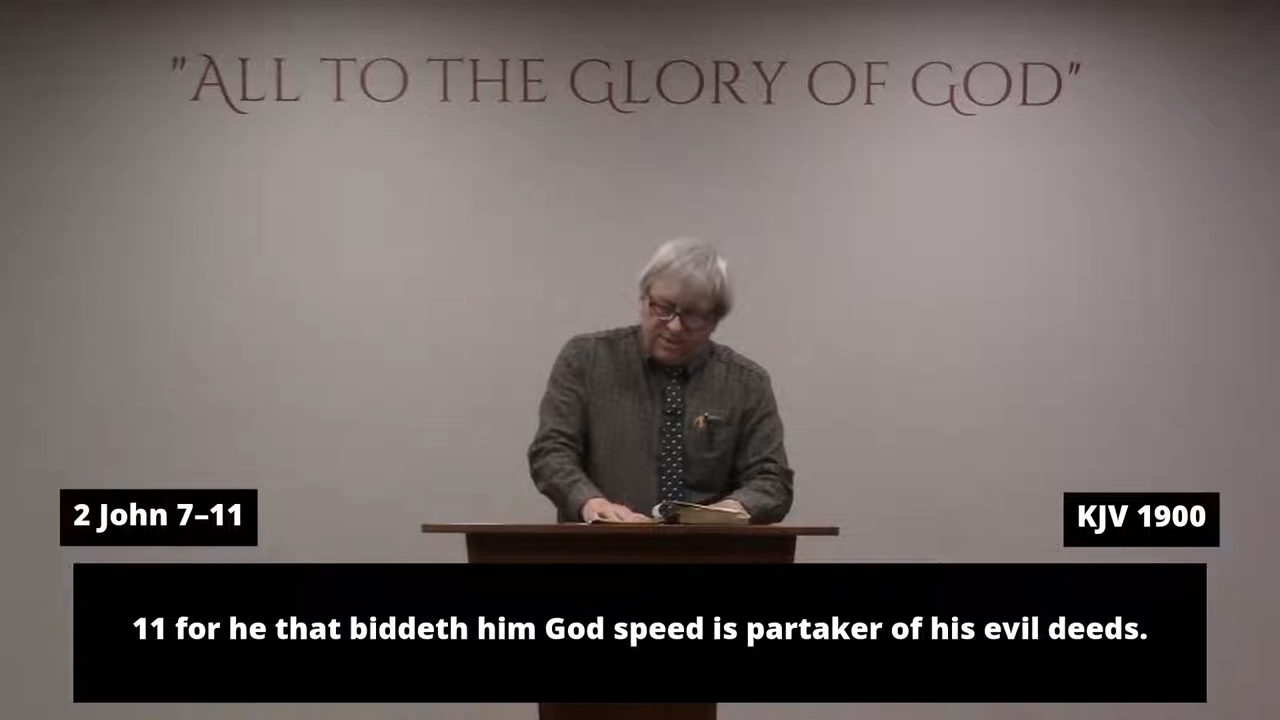 "ALL TO THE GLORY OF GOD"
2 John 7–11
KJV 1900
11 for he that biddeth him God speed is partaker of his evil deeds.